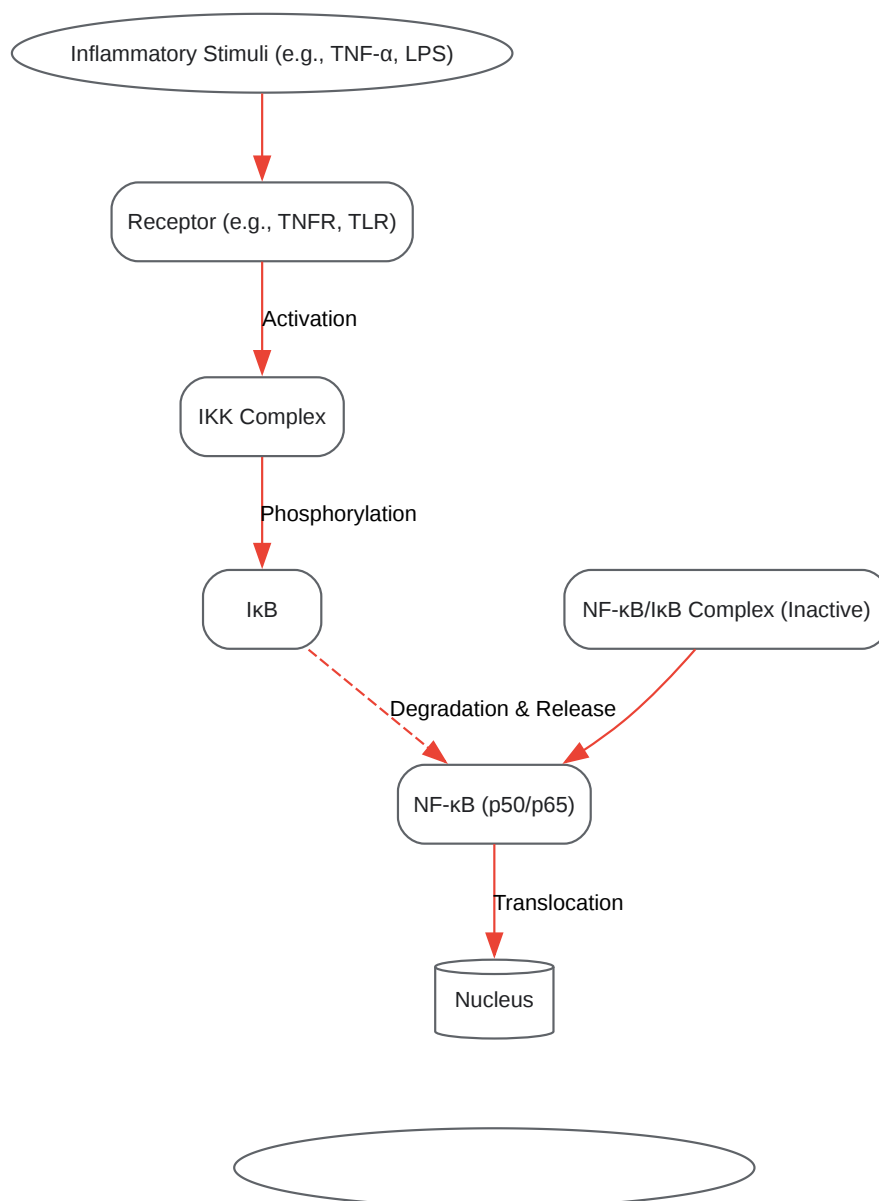 Inflammatory Stimuli (e.g., TNF-α, LPS)
Receptor (e.g., TNFR, TLR)
Activation
IKK Complex
Phosphorylation
IκB
NF-κB/IκB Complex (Inactive)
Degradation & Release
NF-κB (p50/p65)
Translocation
Nucleus